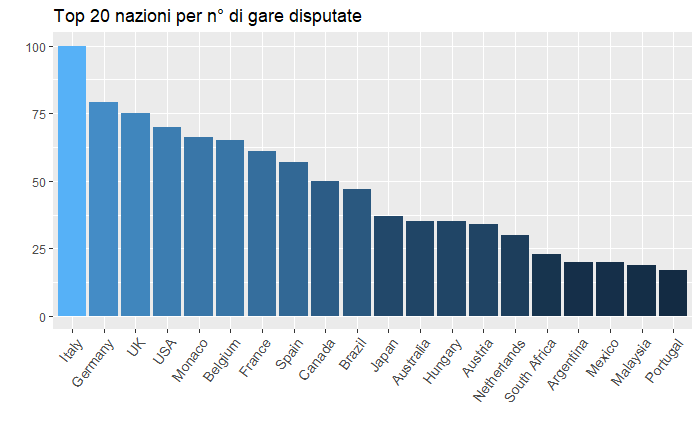 Top 20 nazioni per n° di gare disputate
100
75
50
25
0
Italy
Germany
UK
USA
Monaco
Belgium
France
Spain
Canada
Brazil
Japan
Australia
Hungary
Austria
Netherlands
South Africa
Argentina
Mexico
Malaysia
Portugal